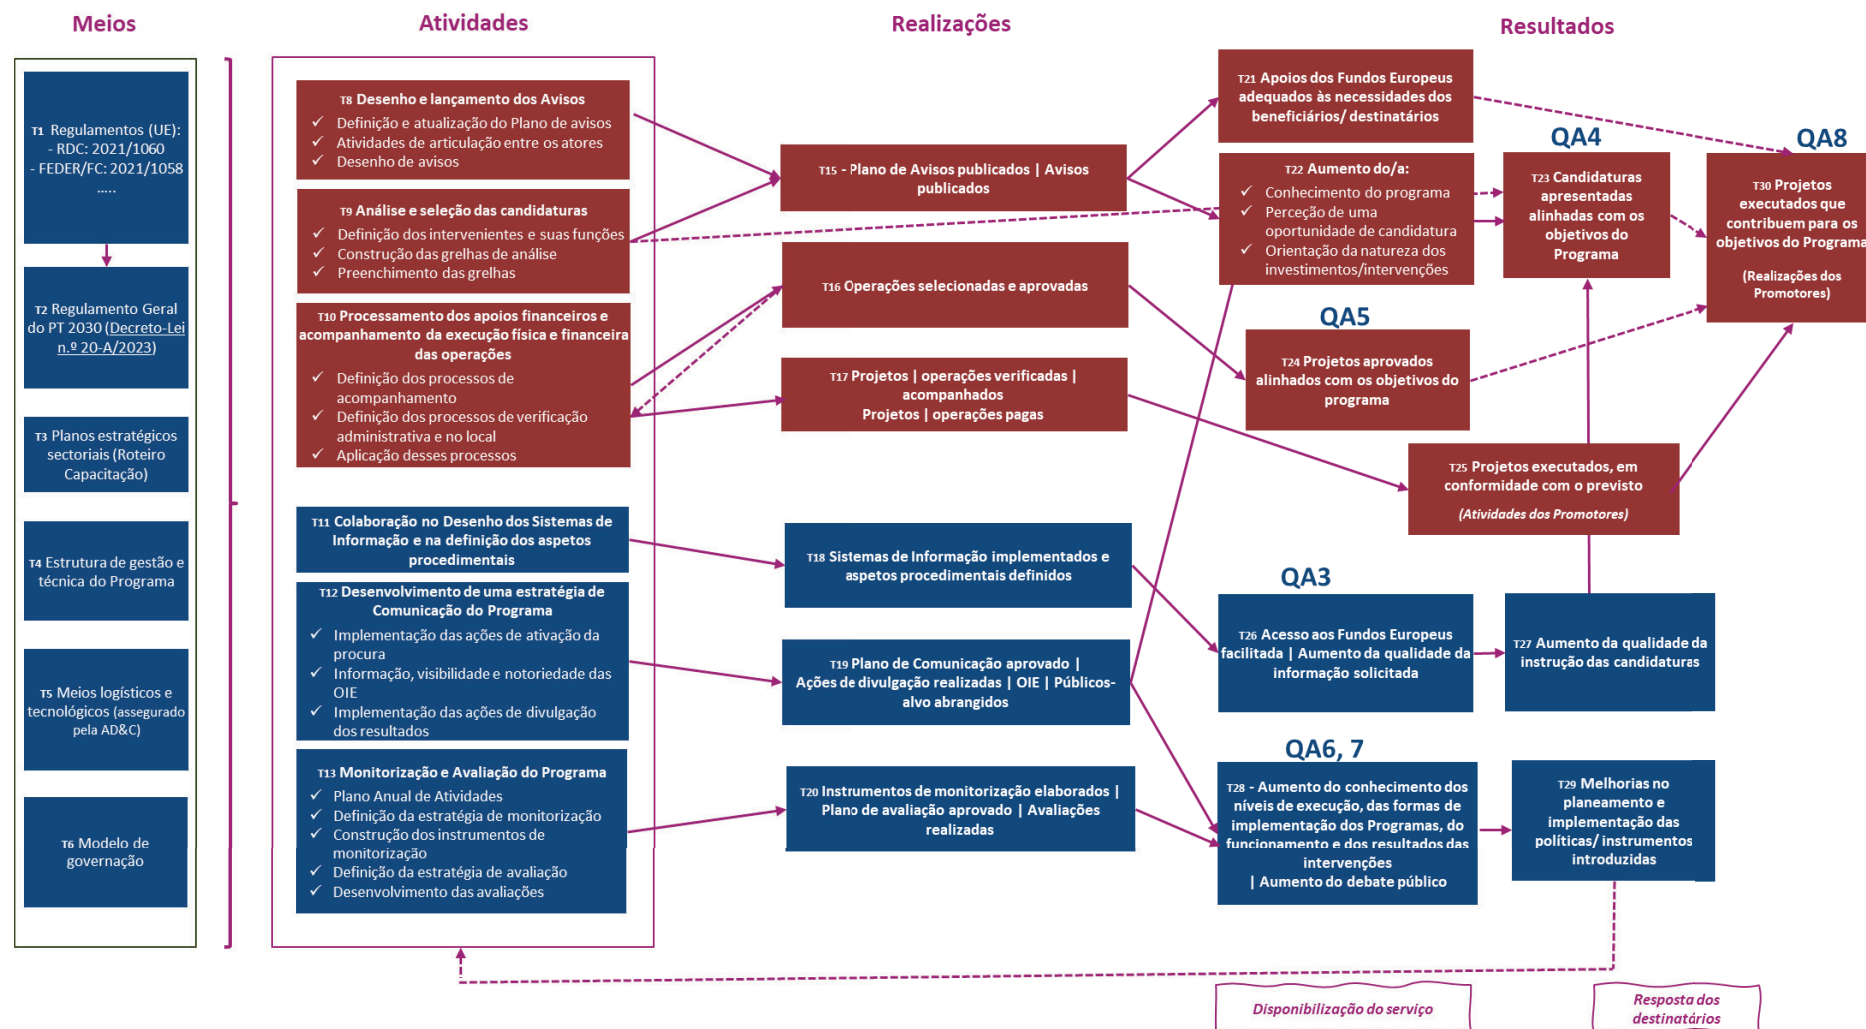 Meios
Atividades
Realizações
Resultados
T1 Regulamentos (UE):
- RDC: 2021/1060
- FEDER/FC: 2021/1058
.....
T2 Regulamento Geral
do PT 2030 (Decreto-Lei
n.º 20-A/2023)
T3 Planos estratégicos
sectoriais (Roteiro
Capacitação)
T4 Estrutura de gestão e
técnica do Programa
T5 Meios logísticos e
tecnológicos (assegurado
pela AD&C)
T6 Modelo de
governação
T8 Desenho e lançamento dos Avisos
✓ Definição e atualização do Plano de avisos
✓ Atividades de articulação entre os atores
✓ Desenho de avisos
T9 Análise e seleção das candidaturas
✓ Definição dos intervenientes e suas funções
✓ Construção das grelhas de análise
✓ Preenchimento das grelhas
T10 Processamento dos apoios financeiros e
acompanhamento da execução física e financeira
das operações
✓ Definição dos processos de
acompanhamento
✓ Definição dos processos de verificação
administrativa e no local
✓ Aplicação desses processos
T11 Colaboração no Desenho dos Sistemas de
Informação e na definição dos aspetos
procedimentais
T12 Desenvolvimento de uma estratégia de
Comunicação do Programa
✓ Implementação das ações de ativação da
procura
✓ Informação, visibilidade e notoriedade das
OIE
✓ Implementação das ações de divulgação
dos resultados
T13 Monitorização e Avaliação do Programa
✓ Plano Anual de Atividades
✓ Definição da estratégia de monitorização
✓ Construção dos instrumentos de
monitorização
✓ Definição da estratégia de avaliação
✓ Desenvolvimento das avaliações
T15 - Plano de Avisos publicados | Avisos
publicados
T16 Operações selecionadas e aprovadas
T17 Projetos | operações verificadas |
acompanhados
Projetos | operações pagas
T18 Sistemas de Informação implementados e
aspetos procedimentais definidos
T19 Plano de Comunicação aprovado |
Ações de divulgação realizadas | OIE | Públicos-
alvo abrangidos
T20 Instrumentos de monitorização elaborados |
Plano de avaliação aprovado | Avaliações
realizadas
T21 Apoios dos Fundos Europeus
adequados às necessidades dos
beneficiários/ destinatários
T22 Aumento do/a:
✓ Conhecimento do programa
✓ Perceção de uma
oportunidade de candidatura
✓ Orientação da natureza dos
investimentos/intervenções
QA4
T23 Candidaturas
apresentadas
alinhadas com os
objetivos do
Programa
QA8
T30 Projetos
executados que
contribuem para os
objetivos do Programa
(Realizações dos
Promotores)
QA5
T24 Projetos aprovados
alinhados com os objetivos do
programa
T25 Projetos executados, em
conformidade com o previsto
(Atividades dos Promotores)
QA3
T26 Acesso aos Fundos Europeus
facilitada | Aumento da qualidade da
informação solicitada
T27 Aumento da qualidade da
instrução das candidaturas
QA6, 7
T28 - Aumento do conhecimento dos
níveis de execução, das formas de
implementação dos Programas, do
funcionamento e dos resultados das
intervenções
| Aumento do debate público
T29 Melhorias no
planeamento e
implementação das
políticas/ instrumentos
introduzidas
Disponibilização do serviço
Resposta dos
destinatários